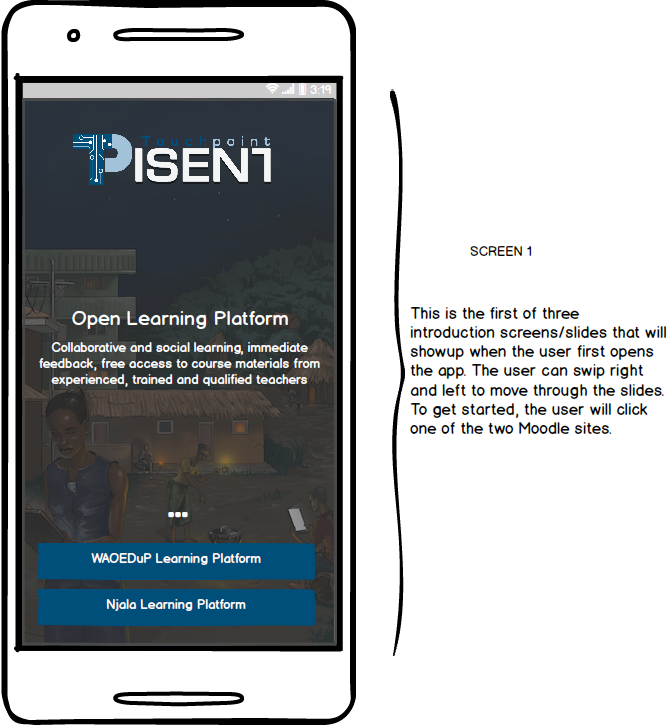 3:19
Touchpoint
PISENT
Open Learning Platform
Collaborative and social learning, immediate
feedback, free access to course materials from
experienced, trained and qualified teachers
WAOEDuP Learning Platform
Njala Learning Platform
SCREEN 1
This is the first of three
introduction screens/slides that will
showup when the user first opens
the app. The user can swip right
and left to move through the slides.
To get started, the user will click
one of the two Moodle sites.